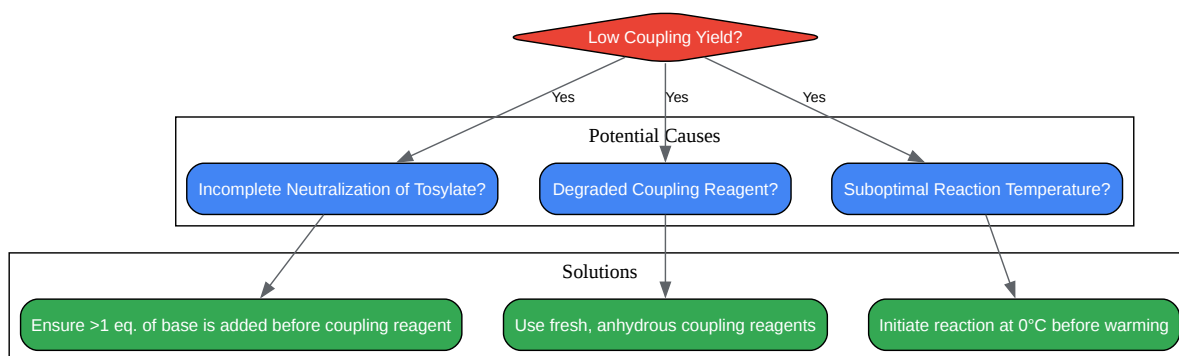 Low Coupling Yield?
Yes
Yes
Yes
Potential Causes
Incomplete Neutralization of Tosylate?
Degraded Coupling Reagent?
Suboptimal Reaction Temperature?
Solutions
Ensure >1 eq. of base is added before coupling reagent
Use fresh, anhydrous coupling reagents
Initiate reaction at 0°C before warming